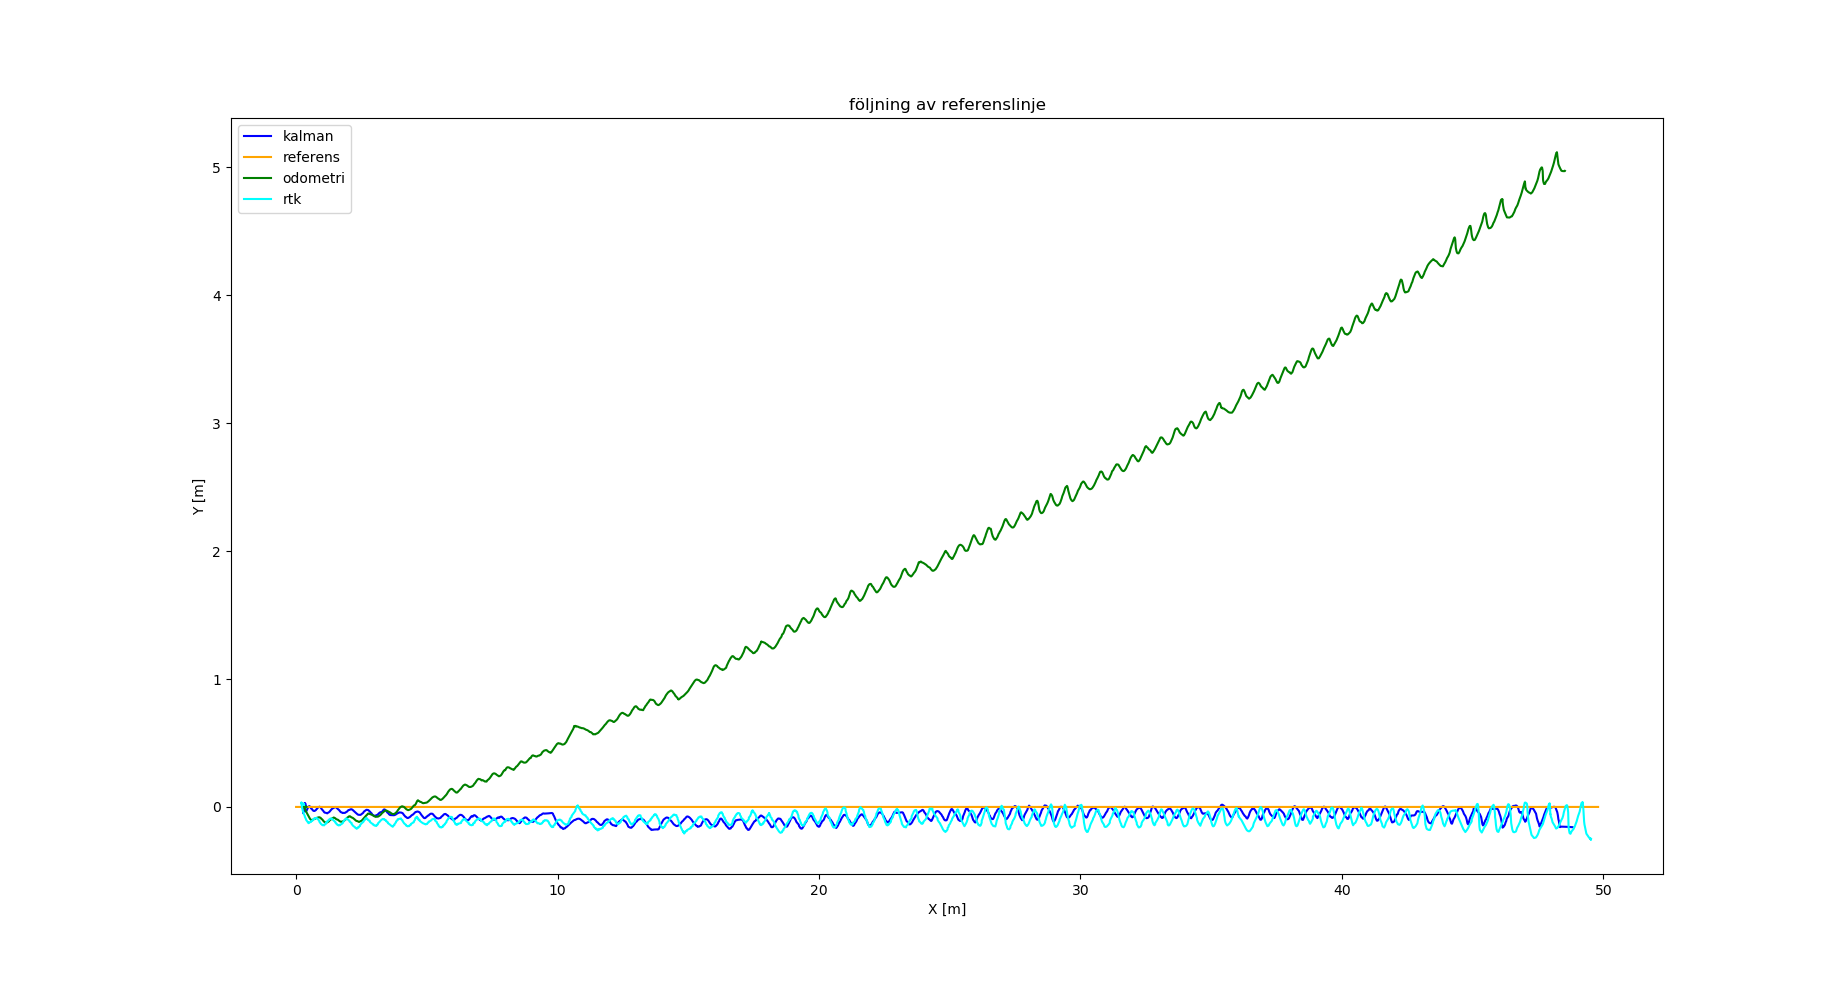 följning av referenslinje
kalman
referens
odometri
rtk
5
4
3
2
1
0
Y [m]
0 10 20 30 40 50
X [m]